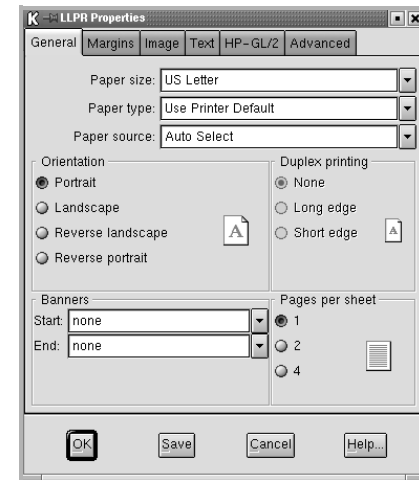 LLPR Properties
General Margins Image Text HP-GL/2 Advanced
Paper size: US Letter
Paper type: Use Printer Default
Paper source: Auto Select
Orientation
Portrait
Landscape
Reverse landscape
Reverse portrait
A
Duplex printing
None
Long edge
Short edge
A
Banners
Start: none
End: none
Pages per sheet
1
2
4
OK Save Cancel Help...